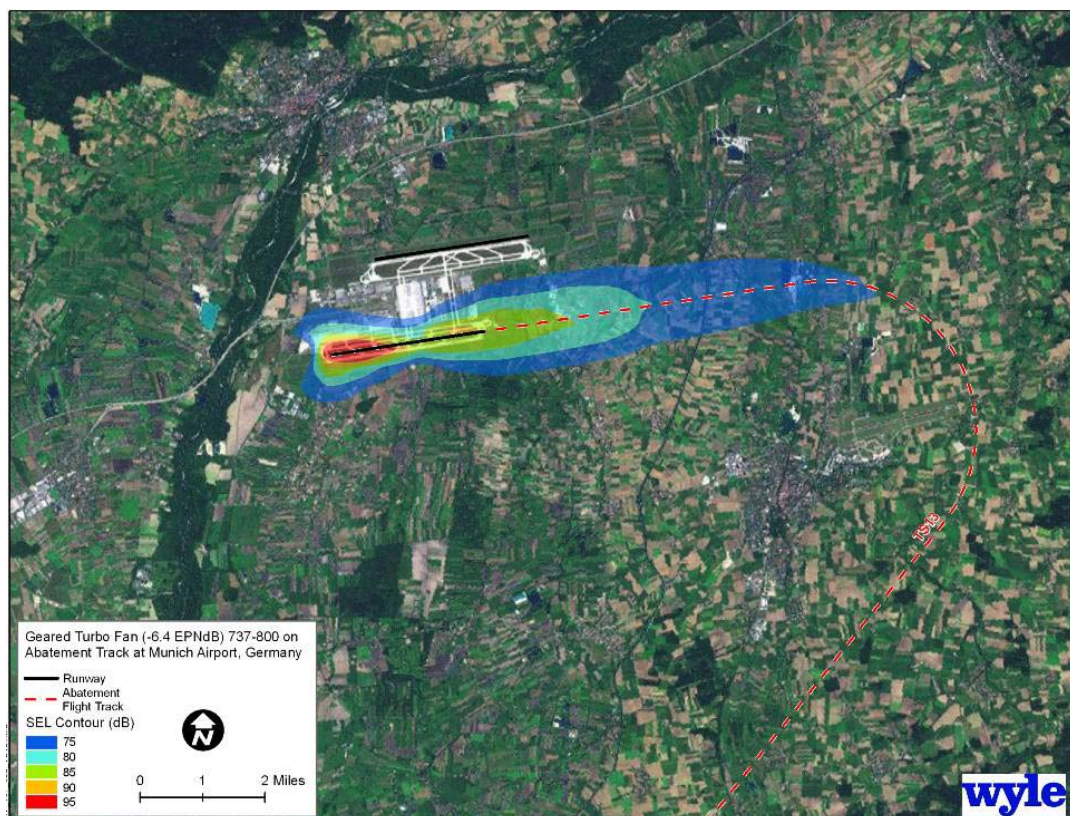 TS13
Geared Turbo Fan (-6.4 EPNdB) 737-800 on
Abatement Track at Munich Airport, Germany
Runway
Abatement
Flight Track
SEL Contour (dB)
75
80
85
90
95
N
0 1 2 Miles
wyle